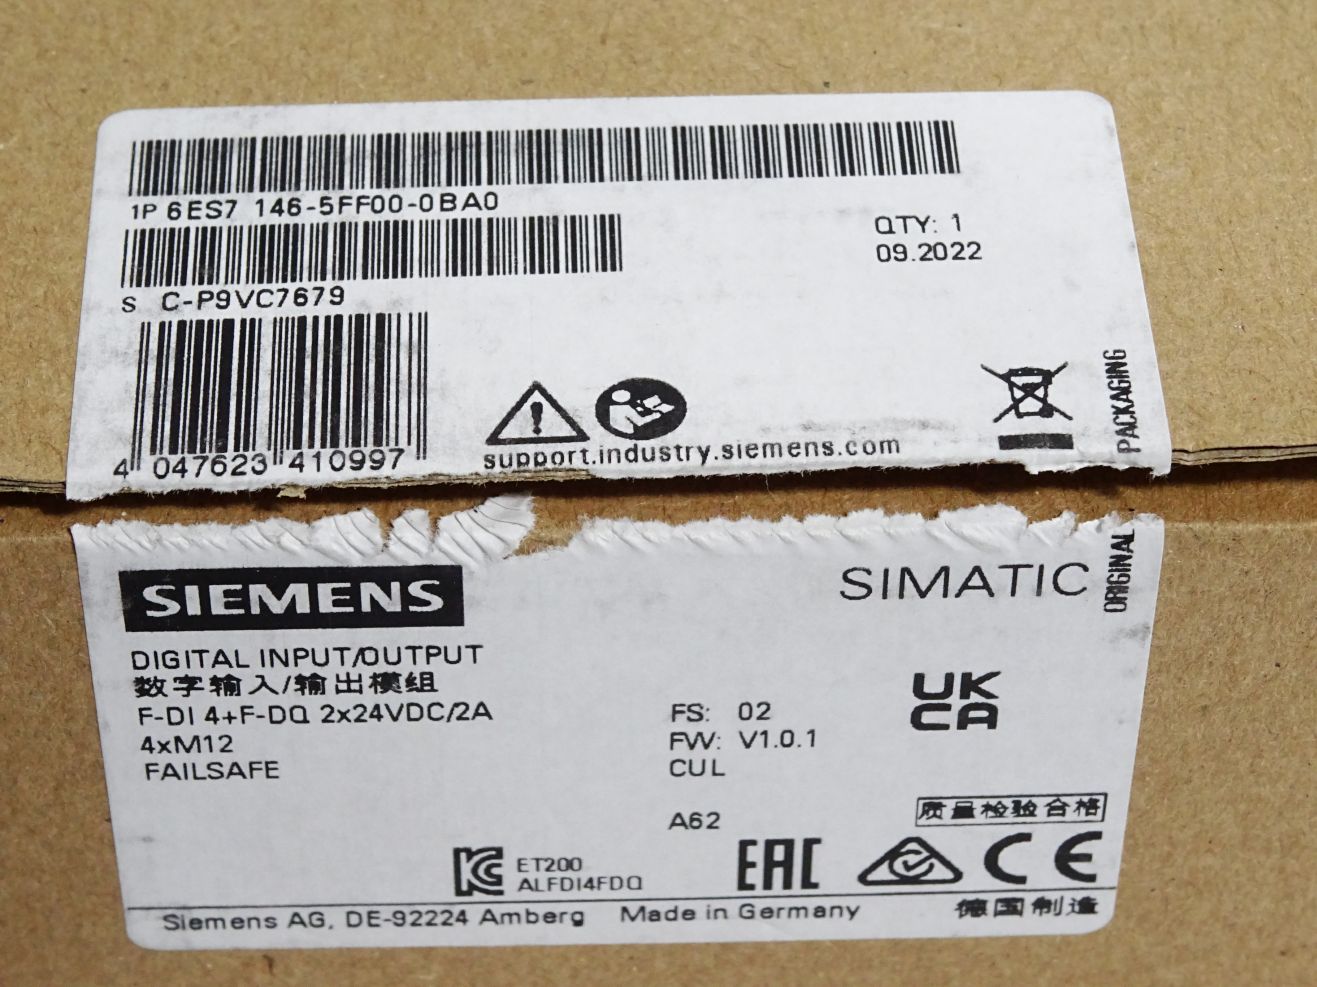 1P 6ES7 146-5FF00-0BA0
QTY: 1
09.2022
S C-P9VC7679
4 047623 410997
support.industry.siemens.com
ORIGINAL PACKAGING
SIEMENS
SIMATIC
DIGITAL INPUT/OUTPUT
数字输入/输出模组
F-DI 4+F-DQ 2x24VDC/2A
4xM12
FAILSAFE
FS: 02
FW: V1.0.1
CUL
A62
UK
CA
质量检验合格
KC
ET200
ALFDI4FDQ
EAC
CE
Siemens AG, DE-92224 Amberg Made in Germany 德国制造